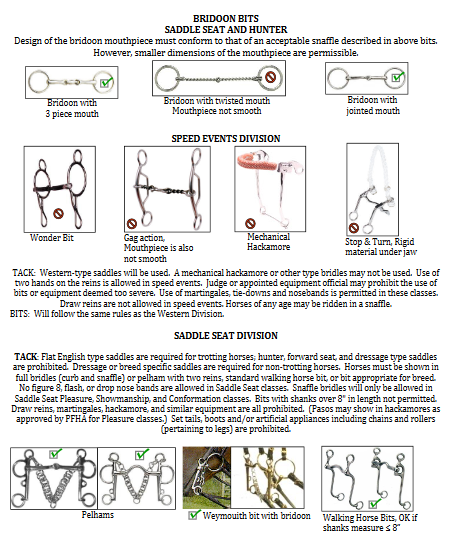 BRIDOON BITS
SADDLE SEAT AND HUNTER
Design of the bridoon mouthpiece must conform to that of an acceptable snaffle described in above bits.
However, smaller dimensions of the mouthpiece are permissible.
Bridoon with
3 piece mouth
Bridoon with twisted mouth
Mouthpiece not smooth
Bridoon with
jointed mouth
SPEED EVENTS DIVISION
Wonder Bit
Gag action,
Mouthpiece is also
not smooth
Mechanical
Hackamore
Stop & Turn, Rigid
material under jaw
TACK:  Western-type saddles will be used.  A mechanical hackamore or other type bridles may not be used.  Use of
two hands on the reins is allowed in speed events.  Judge or appointed equipment official may prohibit the use of
bits or equipment deemed too severe.  Use of martingales, tie-downs and nosebands is permitted in these classes.
Draw reins are not allowed in speed events. Horses of any age may be ridden in a snaffle.
BITS:  Will follow the same rules as the Western Division.
SADDLE SEAT DIVISION
TACK: Flat English type saddles are required for trotting horses; hunter, forward seat, and dressage type saddles
are prohibited.  Dressage or breed specific saddles are required for non-trotting horses.  Horses must be shown in
full bridles (curb and snaffle) or pelham with two reins, standard walking horse bit, or bit appropriate for breed.
No figure 8, flash, or drop nose bands are allowed in Saddle Seat classes.  Snaffle bridles will only be allowed in
Saddle Seat Pleasure, Showmanship, and Conformation classes.  Bits with shanks over 8" in length not permitted.
Draw reins, martingales, hackamore, and similar equipment are all prohibited.  (Pasos may show in hackamores as
approved by PFHA for Pleasure classes.)  Set tails, boots and/or artificial appliances including chains and rollers
(pertaining to legs) are prohibited.
Pelhams
Weymouth bit with bridoon
Walking Horse Bits, OK if
shanks measure ≤ 8"